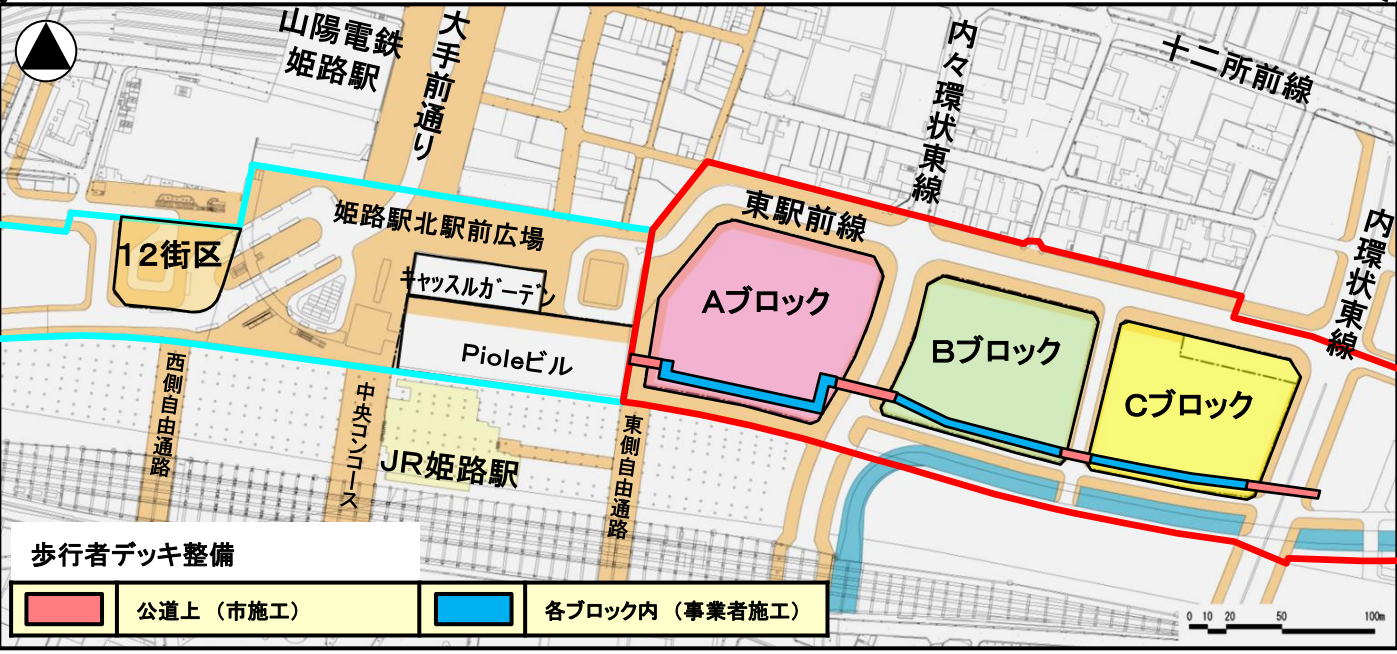 山陽電鉄
姫路駅
大手前通り
内々環状東線
十二所前線
内環状東線
東駅前線
姫路駅北駅前広場
12街区
キャッスルガーデン
Pioleビル
Aブロック
Bブロック
Cブロック
西側自由通路
中央コンコース
JR姫路駅
東側自由通路
歩行者デッキ整備
公道上（市施工）
各ブロック内（事業者施工）
0 10 20 50 100m